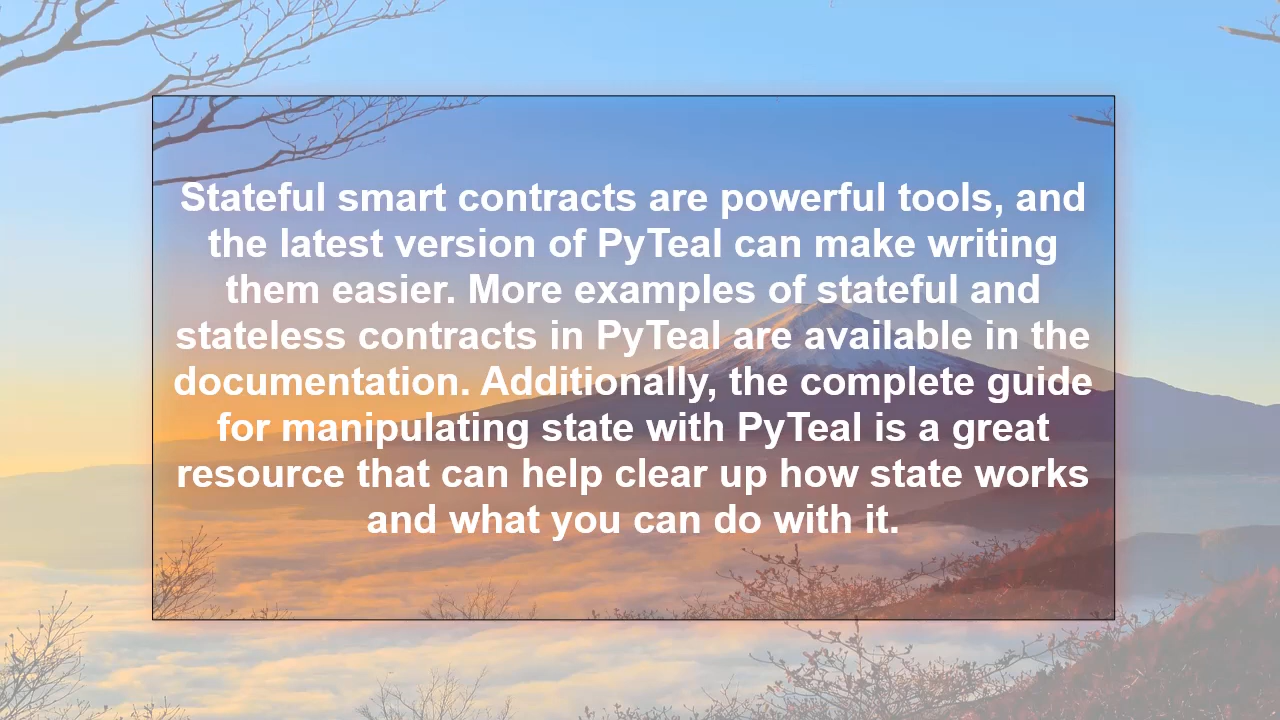 Stateful smart contracts are powerful tools, and
the latest version of PyTeal can make writing
them easier. More examples of stateful and
stateless contracts in PyTeal are available in the
documentation. Additionally, the complete guide
for manipulating state with PyTeal is a great
resource that can help clear up how state works
and what you can do with it.